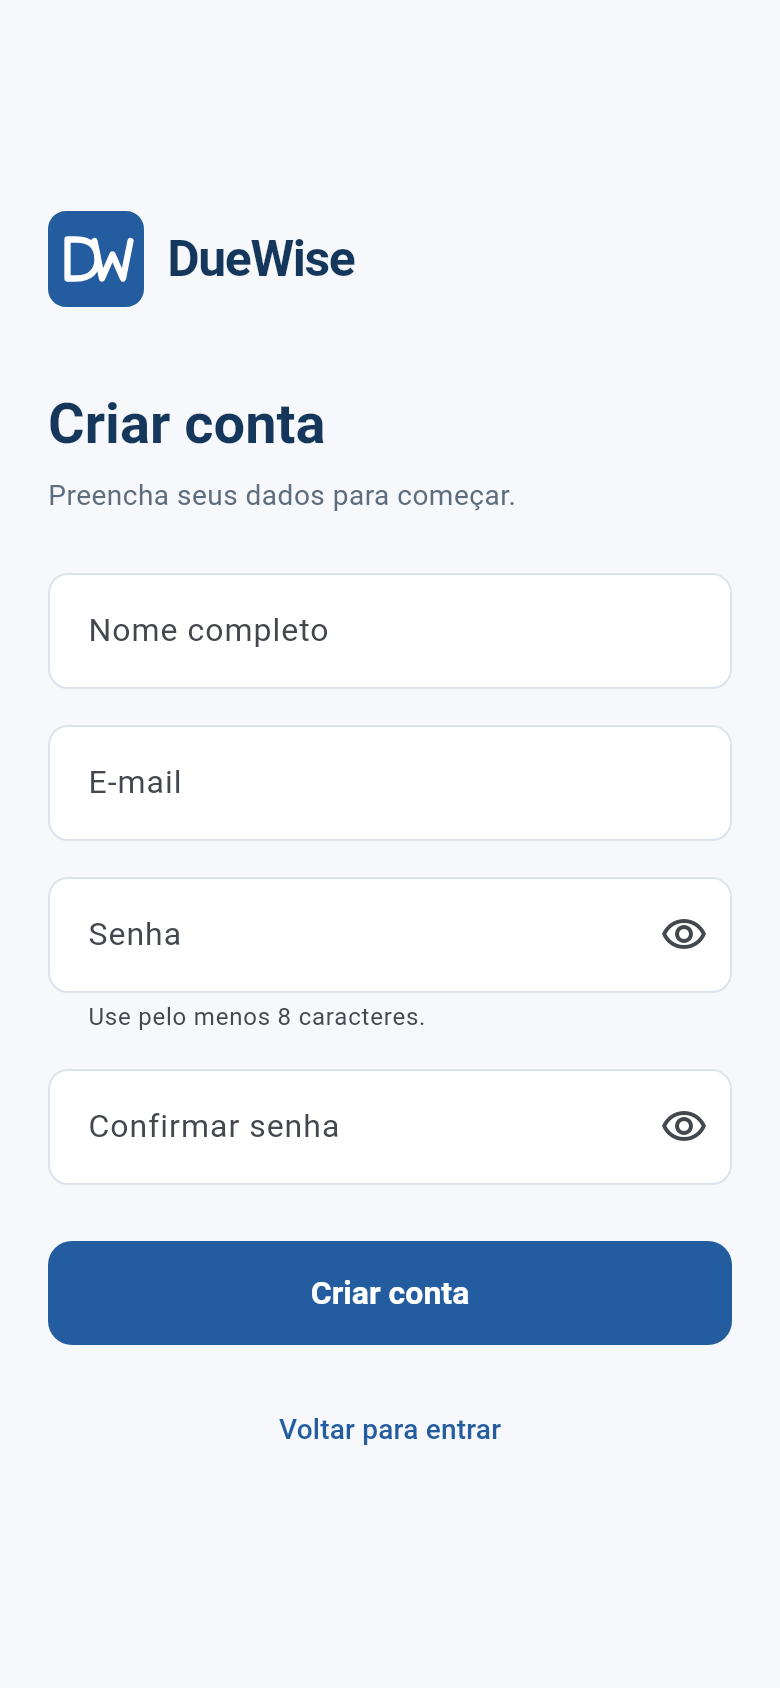 DW DueWise
Criar conta
Preencha seus dados para começar.
Nome completo
E-mail
Senha
Use pelo menos 8 caracteres.
Confirmar senha
Criar conta
Voltar para entrar